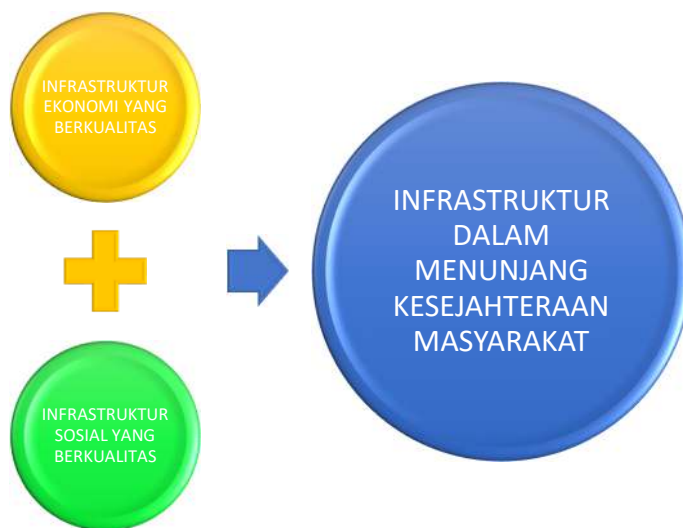 INFRASTRUKTUR
EKONOMI YANG
BERKUALITAS
INFRASTRUKTUR
SOSIAL YANG
BERKUALITAS
INFRASTRUKTUR
DALAM
MENUNJANG
KESEJAHTERAAN
MASYARAKAT